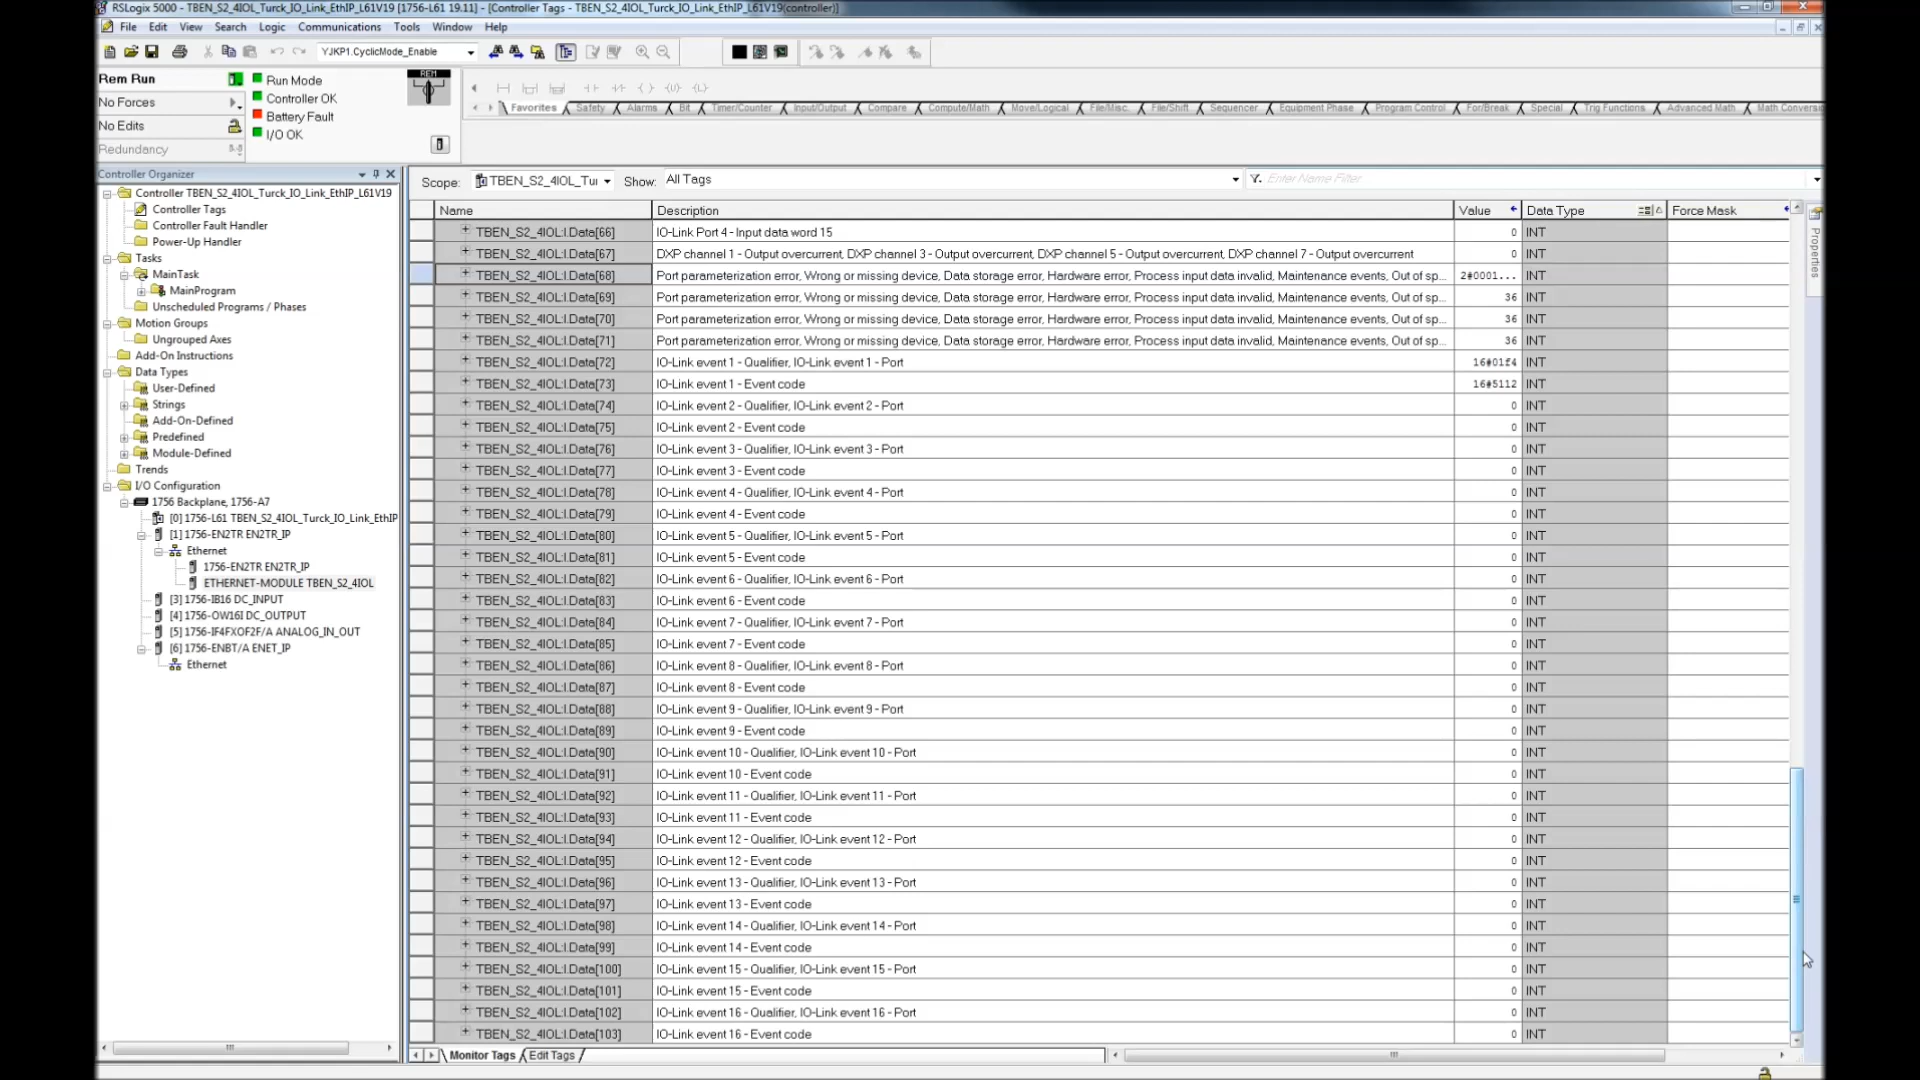 RSLogix 5000 - TBEN_S2_4IOL_Turck_IO_Link_EthIP_L61V19 [1756-L61 19.11] - [Controller Tags - TBEN_S2_4IOL_Turck_IO_Link_EthIP_L61V19(controller)]
File Edit View Search Logic Communications Tools Window Help
YJKP1.CyclicMode_Enable
Rem Run
No Forces
No Edits
Redundancy
Run Mode
Controller OK
Battery Fault
I/O OK
REM
Favorites Safety Alarms Bit Timer/Counter Input/Output Compare Compute/Math Move/Logical File/Misc. File/Shift Sequencer Equipment Phase Program Control For/Break Special Trig Functions Advanced Math Math Conversi
Controller Organizer
Controller TBEN_S2_4IOL_Turck_IO_Link_EthIP_L61V19
Controller Tags
Controller Fault Handler
Power-Up Handler
Tasks
MainTask
MainProgram
Unscheduled Programs / Phases
Motion Groups
Ungrouped Axes
Add-On Instructions
Data Types
User-Defined
Strings
Add-On-Defined
Predefined
Module-Defined
Trends
I/O Configuration
1756 Backplane, 1756-A7
[0] 1756-L61 TBEN_S2_4IOL_Turck_IO_Link_EthIP
[1] 1756-EN2TR EN2TR_IP
Ethernet
1756-EN2TR EN2TR_IP
ETHERNET-MODULE TBEN_S2_4IOL
[3] 1756-IB16 DC_INPUT
[4] 1756-OW16I DC_OUTPUT
[5] 1756-IF4FXOF2F/A ANALOG_IN_OUT
[6] 1756-ENBT/A ENET_IP
Ethernet
Scope: TBEN_S2_4IOL_Tur Show: All Tags Enter Name Filter
Name Description Value Data Type Force Mask
TBEN_S2_4IOL:I.Data[66] IO-Link Port 4 - Input data word 15 0 INT
TBEN_S2_4IOL:I.Data[67] DXP channel 1 - Output overcurrent, DXP channel 3 - Output overcurrent, DXP channel 5 - Output overcurrent, DXP channel 7 - Output overcurrent 0 INT
TBEN_S2_4IOL:I.Data[68] Port parameterization error, Wrong or missing device, Data storage error, Hardware error, Process input data invalid, Maintenance events, Out of sp... 2#0001... INT
TBEN_S2_4IOL:I.Data[69] Port parameterization error, Wrong or missing device, Data storage error, Hardware error, Process input data invalid, Maintenance events, Out of sp... 36 INT
TBEN_S2_4IOL:I.Data[70] Port parameterization error, Wrong or missing device, Data storage error, Hardware error, Process input data invalid, Maintenance events, Out of sp... 36 INT
TBEN_S2_4IOL:I.Data[71] Port parameterization error, Wrong or missing device, Data storage error, Hardware error, Process input data invalid, Maintenance events, Out of sp... 36 INT
TBEN_S2_4IOL:I.Data[72] IO-Link event 1 - Qualifier, IO-Link event 1 - Port 16#01f4 INT
TBEN_S2_4IOL:I.Data[73] IO-Link event 1 - Event code 16#5112 INT
TBEN_S2_4IOL:I.Data[74] IO-Link event 2 - Qualifier, IO-Link event 2 - Port 0 INT
TBEN_S2_4IOL:I.Data[75] IO-Link event 2 - Event code 0 INT
TBEN_S2_4IOL:I.Data[76] IO-Link event 3 - Qualifier, IO-Link event 3 - Port 0 INT
TBEN_S2_4IOL:I.Data[77] IO-Link event 3 - Event code 0 INT
TBEN_S2_4IOL:I.Data[78] IO-Link event 4 - Qualifier, IO-Link event 4 - Port 0 INT
TBEN_S2_4IOL:I.Data[79] IO-Link event 4 - Event code 0 INT
TBEN_S2_4IOL:I.Data[80] IO-Link event 5 - Qualifier, IO-Link event 5 - Port 0 INT
TBEN_S2_4IOL:I.Data[81] IO-Link event 5 - Event code 0 INT
TBEN_S2_4IOL:I.Data[82] IO-Link event 6 - Qualifier, IO-Link event 6 - Port 0 INT
TBEN_S2_4IOL:I.Data[83] IO-Link event 6 - Event code 0 INT
TBEN_S2_4IOL:I.Data[84] IO-Link event 7 - Qualifier, IO-Link event 7 - Port 0 INT
TBEN_S2_4IOL:I.Data[85] IO-Link event 7 - Event code 0 INT
TBEN_S2_4IOL:I.Data[86] IO-Link event 8 - Qualifier, IO-Link event 8 - Port 0 INT
TBEN_S2_4IOL:I.Data[87] IO-Link event 8 - Event code 0 INT
TBEN_S2_4IOL:I.Data[88] IO-Link event 9 - Qualifier, IO-Link event 9 - Port 0 INT
TBEN_S2_4IOL:I.Data[89] IO-Link event 9 - Event code 0 INT
TBEN_S2_4IOL:I.Data[90] IO-Link event 10 - Qualifier, IO-Link event 10 - Port 0 INT
TBEN_S2_4IOL:I.Data[91] IO-Link event 10 - Event code 0 INT
TBEN_S2_4IOL:I.Data[92] IO-Link event 11 - Qualifier, IO-Link event 11 - Port 0 INT
TBEN_S2_4IOL:I.Data[93] IO-Link event 11 - Event code 0 INT
TBEN_S2_4IOL:I.Data[94] IO-Link event 12 - Qualifier, IO-Link event 12 - Port 0 INT
TBEN_S2_4IOL:I.Data[95] IO-Link event 12 - Event code 0 INT
TBEN_S2_4IOL:I.Data[96] IO-Link event 13 - Qualifier, IO-Link event 13 - Port 0 INT
TBEN_S2_4IOL:I.Data[97] IO-Link event 13 - Event code 0 INT
TBEN_S2_4IOL:I.Data[98] IO-Link event 14 - Qualifier, IO-Link event 14 - Port 0 INT
TBEN_S2_4IOL:I.Data[99] IO-Link event 14 - Event code 0 INT
TBEN_S2_4IOL:I.Data[100] IO-Link event 15 - Qualifier, IO-Link event 15 - Port 0 INT
TBEN_S2_4IOL:I.Data[101] IO-Link event 15 - Event code 0 INT
TBEN_S2_4IOL:I.Data[102] IO-Link event 16 - Qualifier, IO-Link event 16 - Port 0 INT
TBEN_S2_4IOL:I.Data[103] IO-Link event 16 - Event code 0 INT
Monitor Tags Edit Tags
Properties